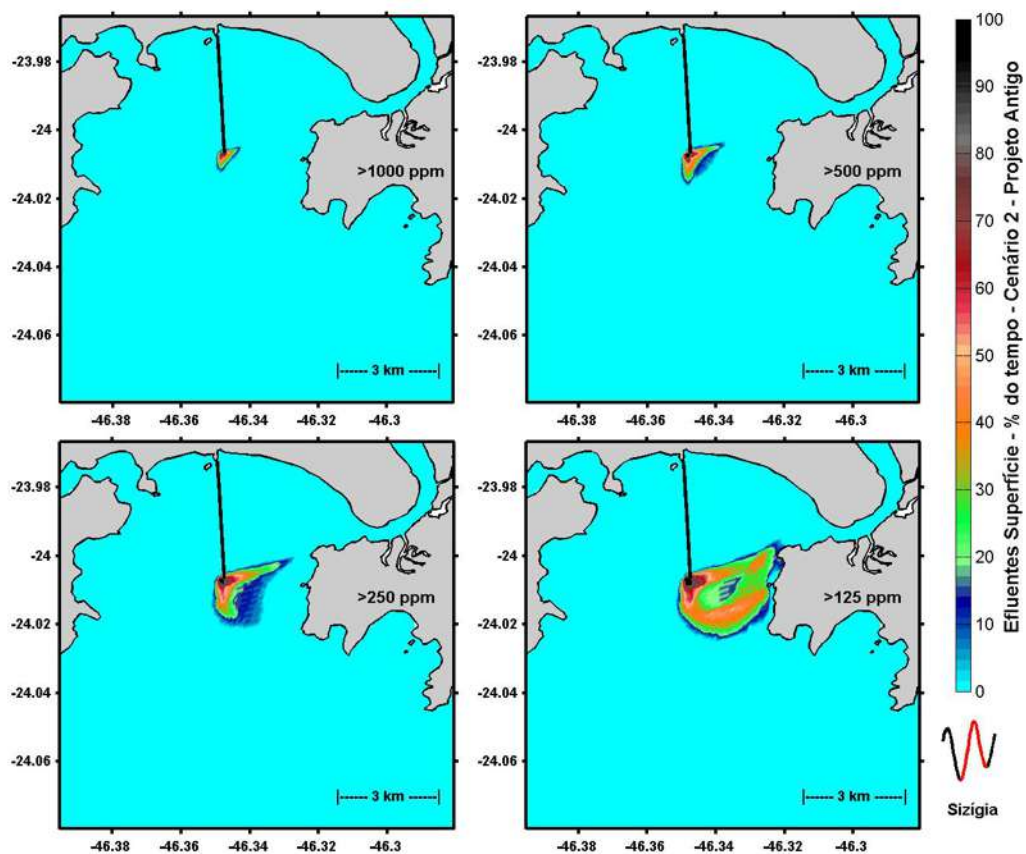 -23.98
-24
-24.02
-24.04
-24.06
>1000 ppm
|------ 3 km ------|
-46.38 -46.36 -46.34 -46.32 -46.3
-23.98
-24
-24.02
-24.04
-24.06
>500 ppm
|------ 3 km ------|
-46.38 -46.36 -46.34 -46.32 -46.3
-23.98
-24
-24.02
-24.04
-24.06
>250 ppm
|------ 3 km ------|
-46.38 -46.36 -46.34 -46.32 -46.3
-23.98
-24
-24.02
-24.04
-24.06
>125 ppm
|------ 3 km ------|
-46.38 -46.36 -46.34 -46.32 -46.3
100
90
80
70
60
50
40
30
20
10
0
Efluentes Superfície - % do tempo - Cenário 2 - Projeto Antigo
Sizígia